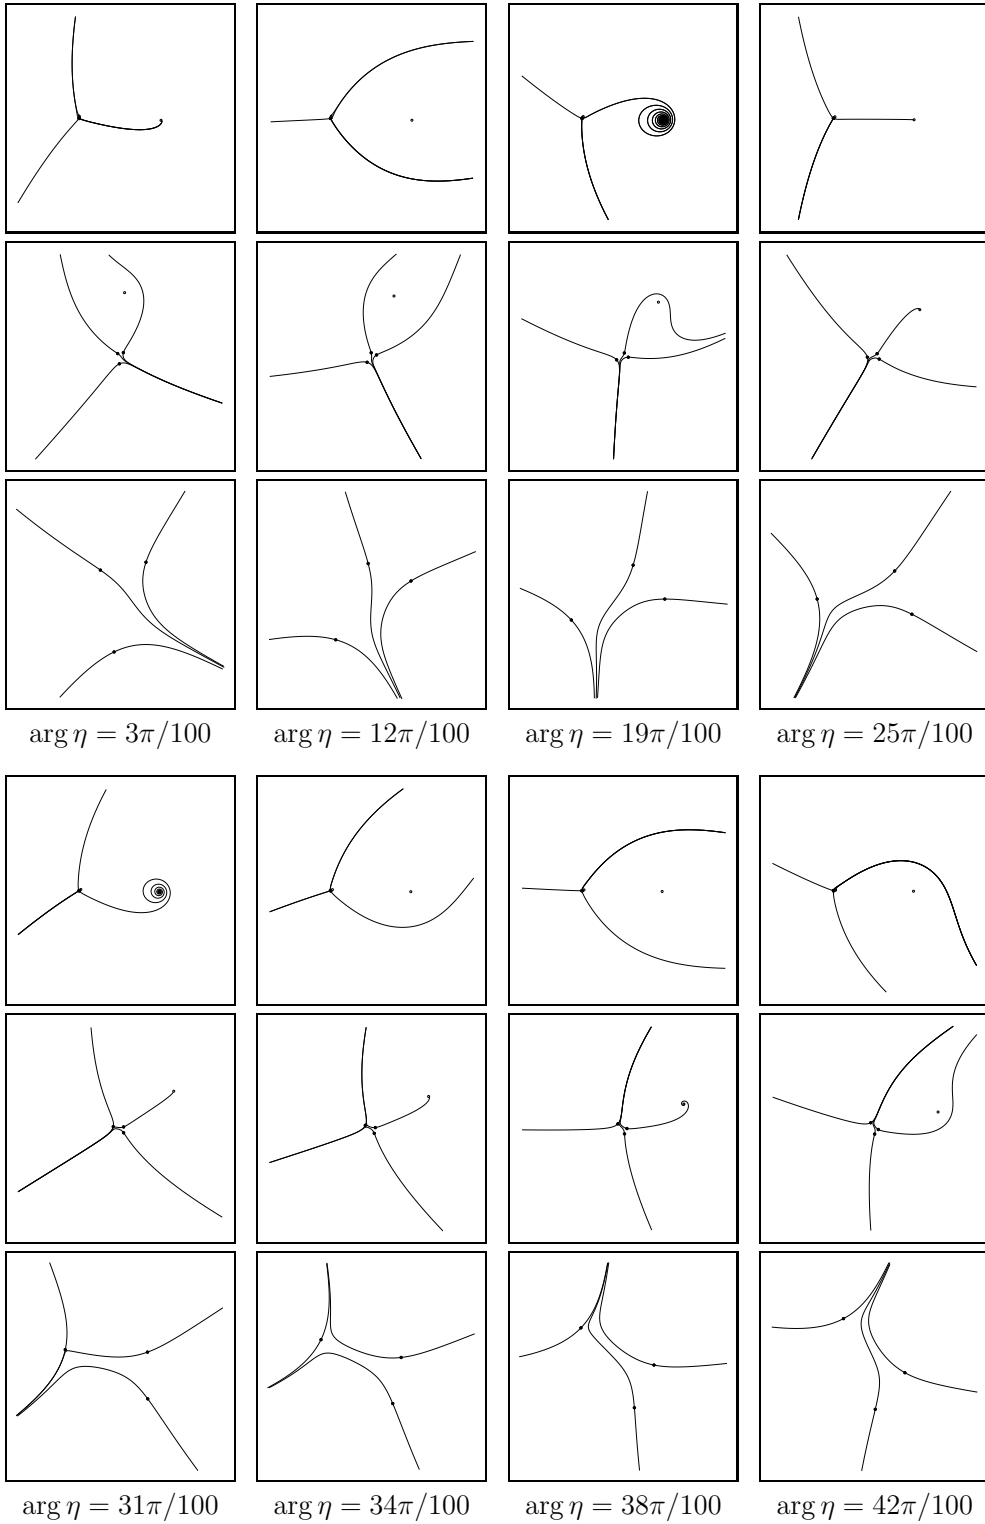 arg η = 3π/100 arg η = 12π/100 arg η = 19π/100 arg η = 25π/100
arg η = 31π/100 arg η = 34π/100 arg η = 38π/100 arg η = 42π/100